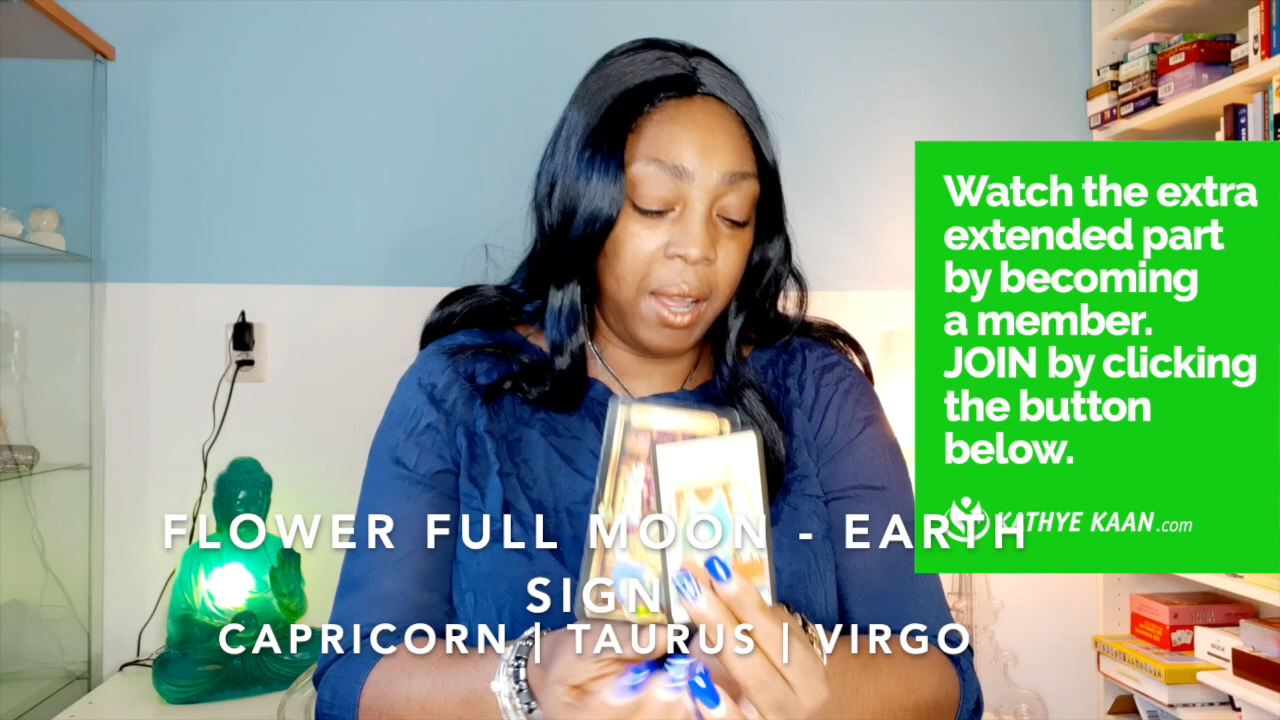 Watch the extra
extended part
by becoming
a member.
JOIN by clicking
the button
below.
KATHYE KAAN.com
FLOWER FULL MOON - EARTH
SIGN
CAPRICORN | TAURUS | VIRGO